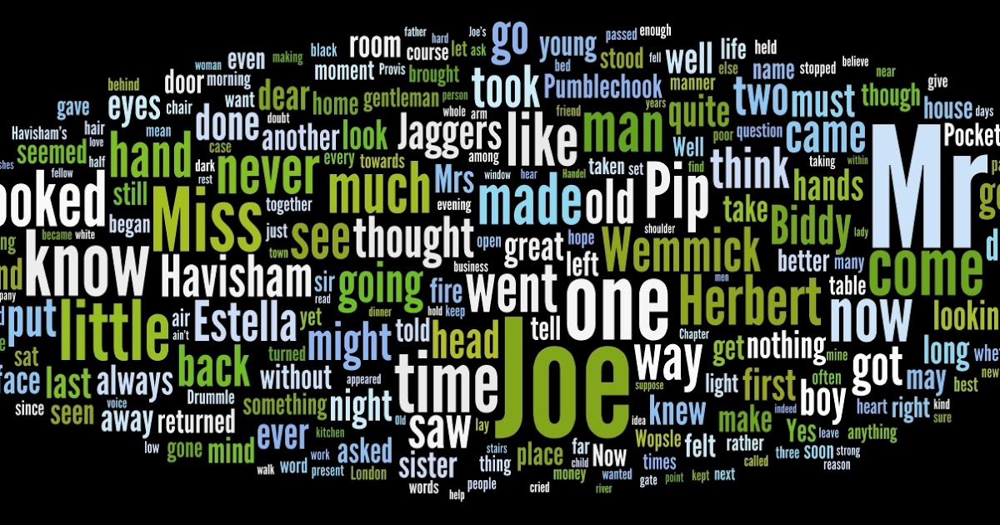 Joe's go passed enough
father hard room course let ask young stood fell well life held
woman even making black moment Provis brought bed else name stopped believe near
behind door morning took Pumblechook manner two must though give
gave eyes chair want dear home gentleman person years quite house days
Havisham's hair love mean done doubt another look Jaggers whole arm friend like man Well poor question came Pocket
seemed half hand case dark rest never every towards among taken set find think taking within Mr
fellow looked still Miss together much Mrs window hear Handel made old Pip hands
began just see thought evening shoulder take Biddy lady
became white town open great hope Wemmick better many come
know Havisham sir going business left men table
read fire went one Herbert now
company put little air ain't Estella yet dinner hold keep tell Chapter looking
sat might told head Joe way get nothing mine got long
face last always back turned without time suppose light first often may best new
voice Drummle appeared boy heart right kind
since seen away returned something night Old saw lay idea knew make indeed sure
low gone mind ever kitchen asked stairs place far Now Wopsle felt rather Yes leave anything
walk word work present London sister thing child money wanted times called three soon strong reason
words help people cried river gate point kept next